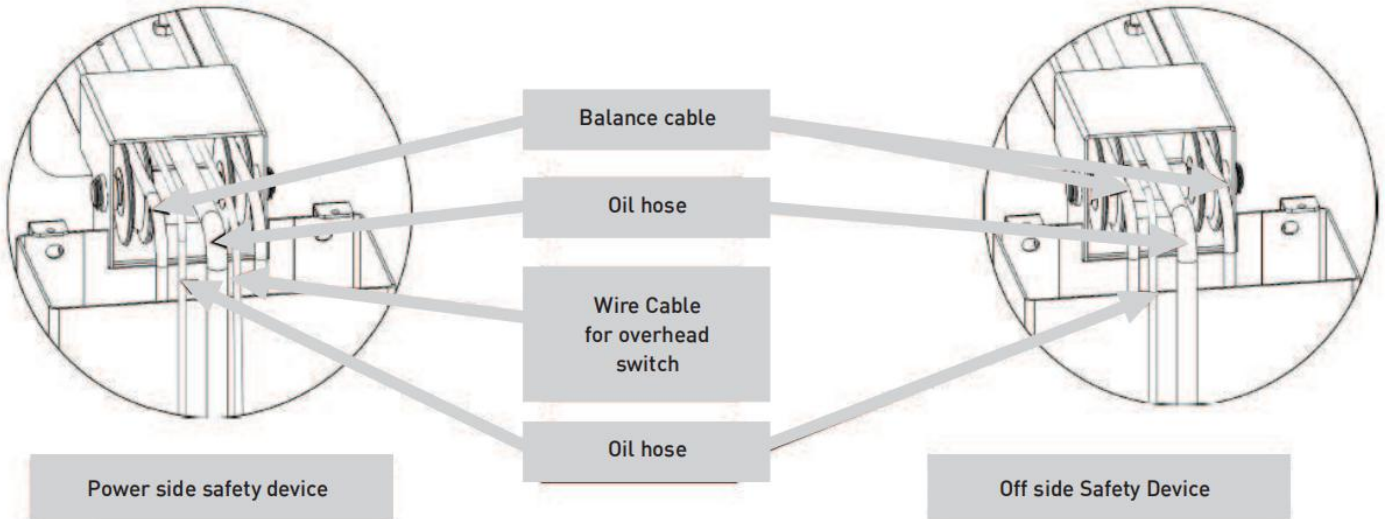 Balance cable
Oil hose
Wire Cable
for overhead
switch
Oil hose
Power side safety device
Off side Safety Device